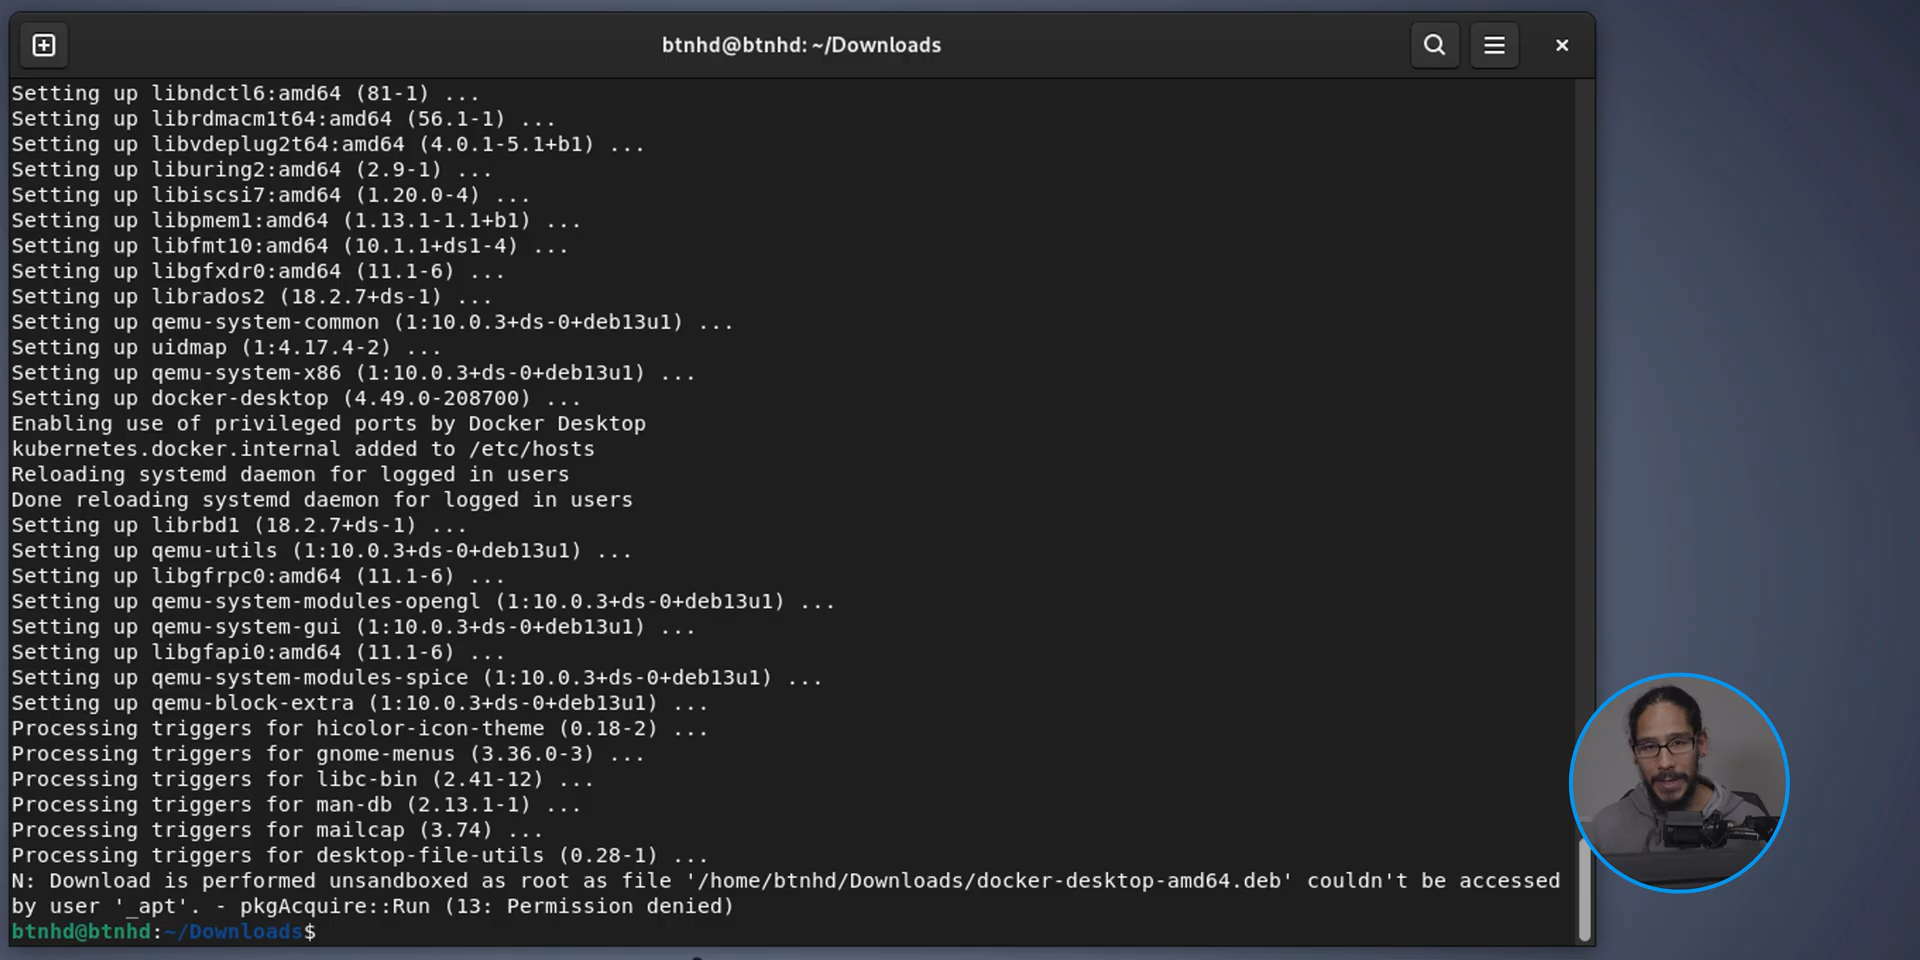 btnhd@btnhd: ~/Downloads
Setting up libndctl6:amd64 (81-1) ...
Setting up librdmacm1t64:amd64 (56.1-1) ...
Setting up libvdeplug2t64:amd64 (4.0.1-5.1+b1) ...
Setting up liburing2:amd64 (2.9-1) ...
Setting up libiscsi7:amd64 (1.20.0-4) ...
Setting up libpmem1:amd64 (1.13.1-1.1+b1) ...
Setting up libfmt10:amd64 (10.1.1+ds1-4) ...
Setting up libgfxdr0:amd64 (11.1-6) ...
Setting up librados2 (18.2.7+ds-1) ...
Setting up qemu-system-common (1:10.0.3+ds-0+deb13u1) ...
Setting up uidmap (1:4.17.4-2) ...
Setting up qemu-system-x86 (1:10.0.3+ds-0+deb13u1) ...
Setting up docker-desktop (4.49.0-208700) ...
Enabling use of privileged ports by Docker Desktop
kubernetes.docker.internal added to /etc/hosts
Reloading systemd daemon for logged in users
Done reloading systemd daemon for logged in users
Setting up librbd1 (18.2.7+ds-1) ...
Setting up qemu-utils (1:10.0.3+ds-0+deb13u1) ...
Setting up libgfrpc0:amd64 (11.1-6) ...
Setting up qemu-system-modules-opengl (1:10.0.3+ds-0+deb13u1) ...
Setting up qemu-system-gui (1:10.0.3+ds-0+deb13u1) ...
Setting up libgfapi0:amd64 (11.1-6) ...
Setting up qemu-system-modules-spice (1:10.0.3+ds-0+deb13u1) ...
Setting up qemu-block-extra (1:10.0.3+ds-0+deb13u1) ...
Processing triggers for hicolor-icon-theme (0.18-2) ...
Processing triggers for gnome-menus (3.36.0-3) ...
Processing triggers for libc-bin (2.41-12) ...
Processing triggers for man-db (2.13.1-1) ...
Processing triggers for mailcap (3.74) ...
Processing triggers for desktop-file-utils (0.28-1) ...
N: Download is performed unsandboxed as root as file '/home/btnhd/Downloads/docker-desktop-amd64.deb' couldn't be accessed
by user '_apt'. - pkgAcquire::Run (13: Permission denied)
btnhd@btnhd:~/Downloads$